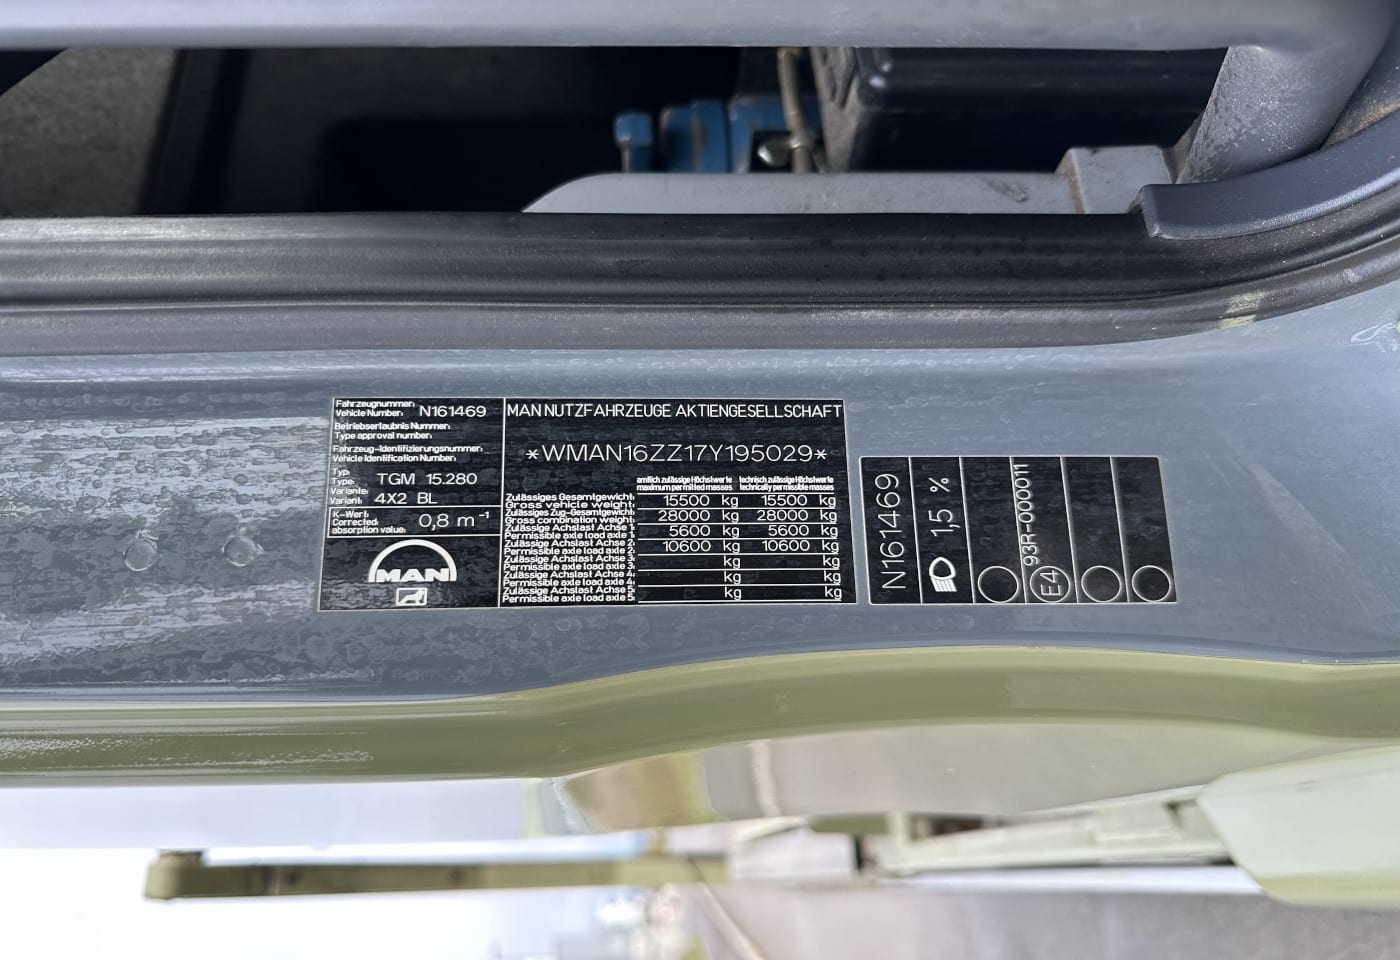 Fahrzeugnummer:
Vehicle Number: N161469
Betriebserlaubnis Nummer:
Type approval number:
Fahrzeug-Identifizierungsnummer:
Vehicle Identification Number:
Typ:
Type: TGM 15.280
Variante:
Variant: 4X2 BL
K-Wert:
Corrected absorption value: 0,8 m⁻¹
MAN
MAN NUTZFAHRZEUGE AKTIENGESELLSCHAFT
*WMAN16ZZ17Y195029*
amtlich zulässige Höchstwerte technisch zulässige Höchstwerte
maximum permitted masses technically permissible masses
Zulässiges Gesamtgewicht:
Gross vehicle weight: 15500 kg 15500 kg
Zulässiges Zug-Gesamtgewicht:
Gross combination weight: 28000 kg 28000 kg
Zulässige Achslast Achse 1:
Permissible axle load axle 1: 5600 kg 5600 kg
Zulässige Achslast Achse 2:
Permissible axle load axle 2: 10600 kg 10600 kg
Zulässige Achslast Achse 3:
Permissible axle load axle 3: kg kg
Zulässige Achslast Achse 4:
Permissible axle load axle 4: kg kg
Zulässige Achslast Achse 5:
Permissible axle load axle 5: kg kg
N161469
1,5 %
E4 93R-000011